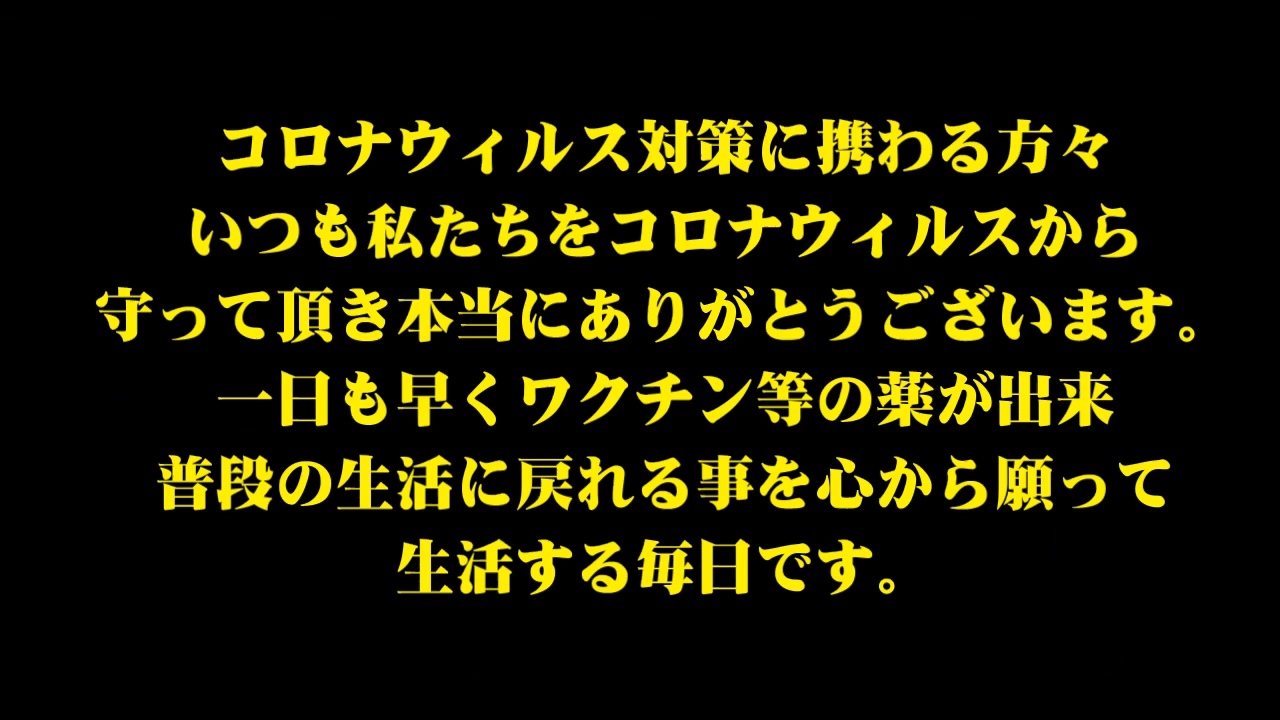 コロナウィルス対策に携わる方々
いつも私たちをコロナウィルスから
守って頂き本当にありがとうございます。
一日も早くワクチン等の薬が出来
普段の生活に戻れる事を心から願って
生活する毎日です。